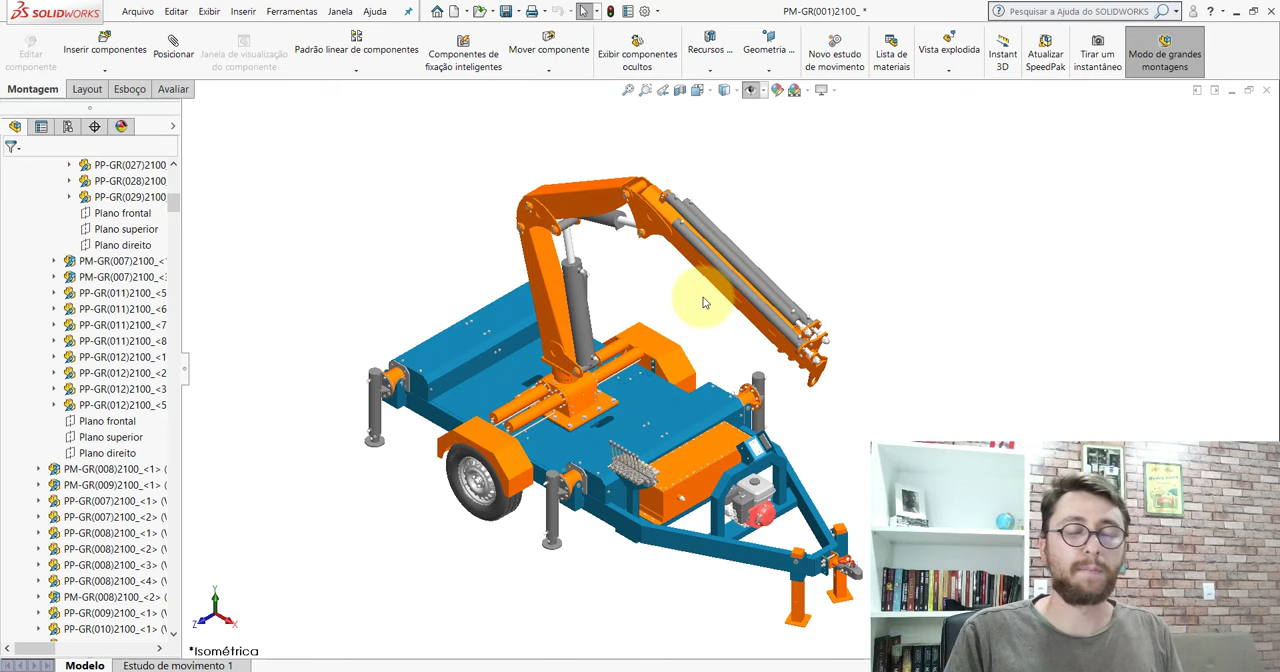 SOLIDWORKS
Arquivo Editar Exibir Inserir Ferramentas Janela Ajuda
PM-GR(001)2100_ *
Pesquisar a Ajuda do SOLIDWORKS
Editar componente
Inserir componentes
Posicionar
Janela de visualização do componente
Padrão linear de componentes
Componentes de fixação inteligentes
Mover componente
Exibir componentes ocultos
Recursos ...
Geometria ...
Novo estudo de movimento
Lista de materiais
Vista explodida
Instant 3D
Atualizar SpeedPak
Tirar um instantâneo
Modo de grandes montagens
Montagem Layout Esboço Avaliar
PP-GR(027)2100
PP-GR(028)2100_
PP-GR(029)2100_
Plano frontal
Plano superior
Plano direito
PM-GR(007)2100_<
PM-GR(007)2100_<
PP-GR(011)2100_<5
PP-GR(011)2100_<6
PP-GR(011)2100_<7
PP-GR(011)2100_<8
PP-GR(012)2100_<1
PP-GR(012)2100_<2
PP-GR(012)2100_<3
PP-GR(012)2100_<5
Plano frontal
Plano superior
Plano direito
PM-GR(008)2100_<1> (
PM-GR(009)2100_<1> (
PP-GR(007)2100_<1> (V
PP-GR(007)2100_<2> (V
PP-GR(008)2100_<1> (V
PP-GR(008)2100_<2> (V
PP-GR(008)2100_<4> (V
PM-GR(008)2100_<2> (
PP-GR(009)2100_<1> (V
PP-GR(010)2100_<1> (V
Y
Z
X
*Isométrica
Modelo Estudo de movimento 1